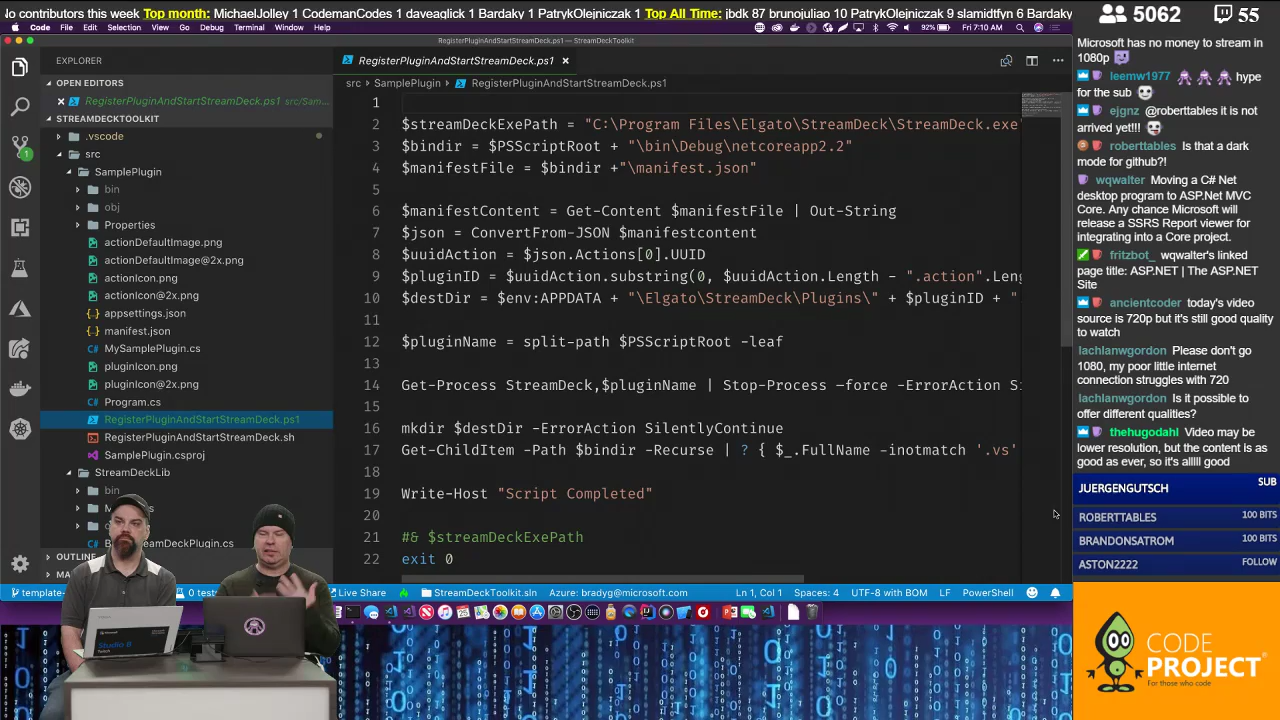 lo contributors this week Top month: MichaelJolley 1 CodemanCodes 1 daveaglick 1 Bardaky 1 PatrykOlejniczak 1 Top All Time: jbdk 87 brunojuliao 10 PatrykOlejniczak 9 slamidtfyn 6 Bardaky
5062
55
Code File Edit Selection View Go Debug Terminal Window Help
92%
Fri 7:10 AM
RegisterPluginAndStartStreamDeck.ps1 — StreamDeckToolkit
EXPLORER
OPEN EDITORS
RegisterPluginAndStartStreamDeck.ps1 src/Sam...
STREAMDECKTOOLKIT
.vscode
src
SamplePlugin
bin
obj
Properties
actionDefaultImage.png
actionDefaultImage@2x.png
actionIcon.png
actionIcon@2x.png
appsettings.json
manifest.json
MySamplePlugin.cs
pluginIcon.png
pluginIcon@2x.png
Program.cs
RegisterPluginAndStartStreamDeck.ps1
RegisterPluginAndStartStreamDeck.sh
SamplePlugin.csproj
StreamDeckLib
bin
DeckPlugin.cs
OUTLINE
RegisterPluginAndStartStreamDeck.ps1
src SamplePlugin RegisterPluginAndStartStreamDeck.ps1
1
2 $streamDeckExePath = "C:\Program Files\Elgato\StreamDeck\StreamDeck.exe"
3 $bindir = $PSScriptRoot + "\bin\Debug\netcoreapp2.2"
4 $manifestFile = $bindir +"\manifest.json"
5
6 $manifestContent = Get-Content $manifestFile | Out-String
7 $json = ConvertFrom-JSON $manifestcontent
8 $uuidAction = $json.Actions[0].UUID
9 $pluginID = $uuidAction.substring(0, $uuidAction.Length - ".action".Leng
10 $destDir = $env:APPDATA + "\Elgato\StreamDeck\Plugins\" + $pluginID + "
11
12 $pluginName = split-path $PSScriptRoot -leaf
13
14 Get-Process StreamDeck,$pluginName | Stop-Process –force -ErrorAction Si
15
16 mkdir $destDir -ErrorAction SilentlyContinue
17 Get-ChildItem -Path $bindir -Recurse | ? { $_.FullName -inotmatch '.vs'
18
19 Write-Host "Script Completed"
20
21 #& $streamDeckExePath
22 exit 0
template-
0 tests
Live Share
StreamDeckToolkit.sln
Azure: bradyg@microsoft.com
Ln 1, Col 1
Spaces: 4
UTF-8 with BOM
LF
PowerShell
Microsoft has no money to stream in
1080p
leemw1977 hype
for the sub
ejgnz @roberttables it is not
arrived yet!!!
roberttables Is that a dark
mode for github?!
wqwalter Moving a C# Net
desktop program to ASP.Net MVC
Core. Any chance Microsoft will
release a SSRS Report viewer for
integrating into a Core project.
fritzbot_ wqwalter's linked
page title: ASP.NET | The ASP.NET
Site
ancientcoder today's video
source is 720p but it's still good quality
to watch
lachlanwgordon Please don't go
1080, my poor little internet
connection struggles with 720
lachlanwgordon Is it possible to
offer different qualities?
thehugodahl Video may be
lower resolution, but the content is as
good as ever, so it's alllll good
JUERGENGUTSCH SUB
ROBERTTABLES 100 BITS
BRANDONSATROM 100 BITS
ASTON2222 FOLLOW
CODE
PROJECT
For those who code